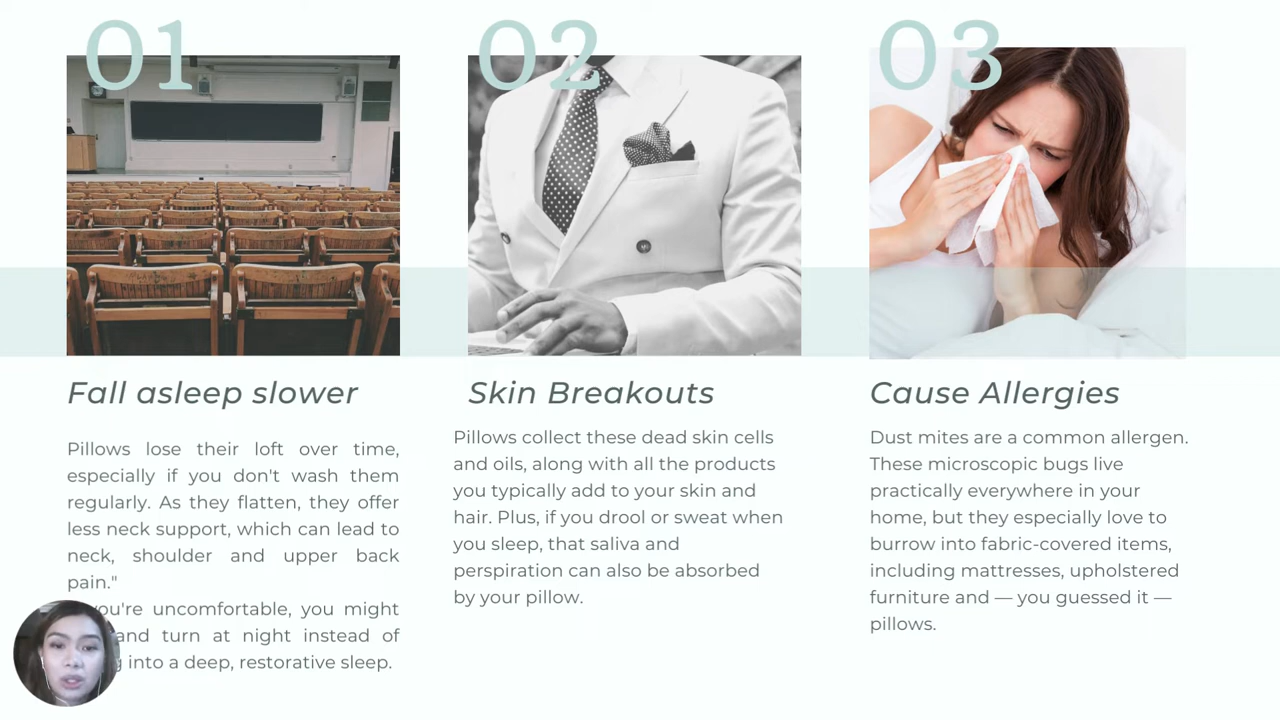 01
Fall asleep slower
Pillows lose their loft over time,
especially if you don't wash them
regularly. As they flatten, they offer
less neck support, which can lead to
neck, shoulder and upper back
pain."
you're uncomfortable, you might
and turn at night instead of
into a deep, restorative sleep.
02
Skin Breakouts
Pillows collect these dead skin cells
and oils, along with all the products
you typically add to your skin and
hair. Plus, if you drool or sweat when
you sleep, that saliva and
perspiration can also be absorbed
by your pillow.
03
Cause Allergies
Dust mites are a common allergen.
These microscopic bugs live
practically everywhere in your
home, but they especially love to
burrow into fabric-covered items,
including mattresses, upholstered
furniture and — you guessed it —
pillows.